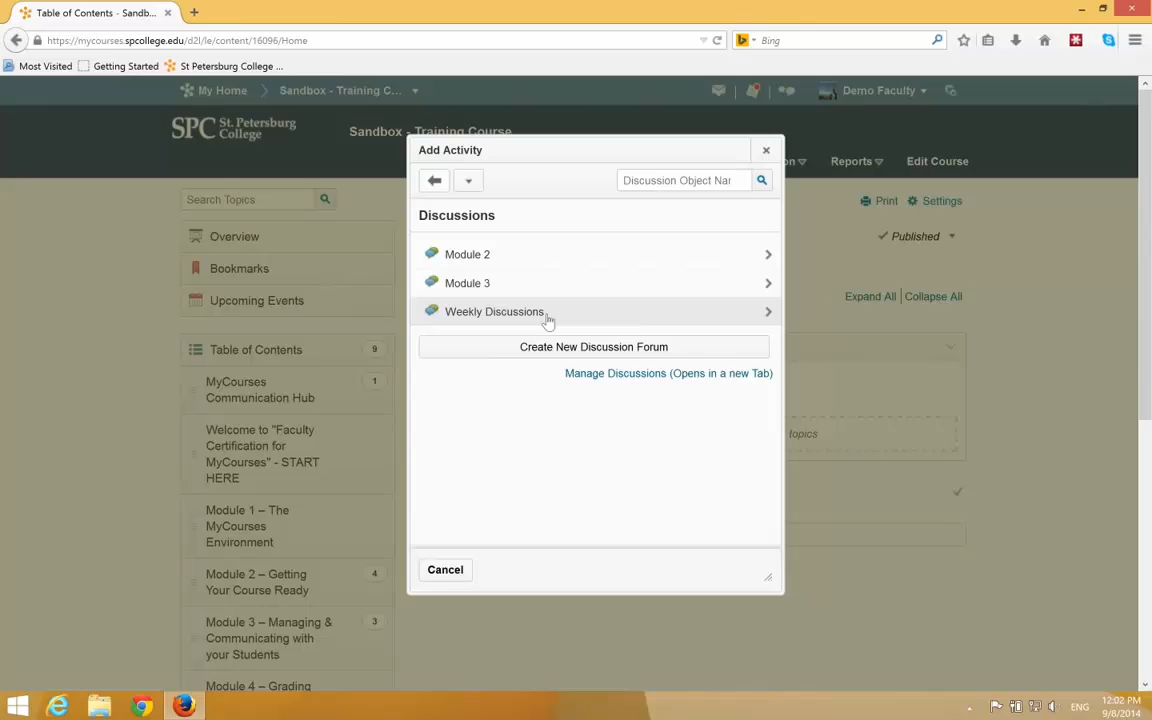 Table of Contents - Sandb...
https://mycourses.spcollege.edu/d2l/le/content/16096/Home
Bing
Most Visited
Getting Started
St Petersburg College ...
My Home
Sandbox - Training C...
Demo Faculty
SPC St. Petersburg
College
Sandbox - Training Course
on
Reports
Edit Course
Search Topics
Print
Settings
Overview
Published
Bookmarks
Upcoming Events
Expand All
Collapse All
Table of Contents
9
MyCourses
Communication Hub
1
Welcome to "Faculty
Certification for
MyCourses" - START
HERE
Module 1 – The
MyCourses
Environment
Module 2 – Getting
Your Course Ready
4
Module 3 – Managing &
Communicating with
your Students
3
Module 4 – Grading
topics
Add Activity
Discussion Object Nar
Discussions
Module 2
Module 3
Weekly Discussions
Create New Discussion Forum
Manage Discussions (Opens in a new Tab)
Cancel
ENG
12:02 PM
9/8/2014